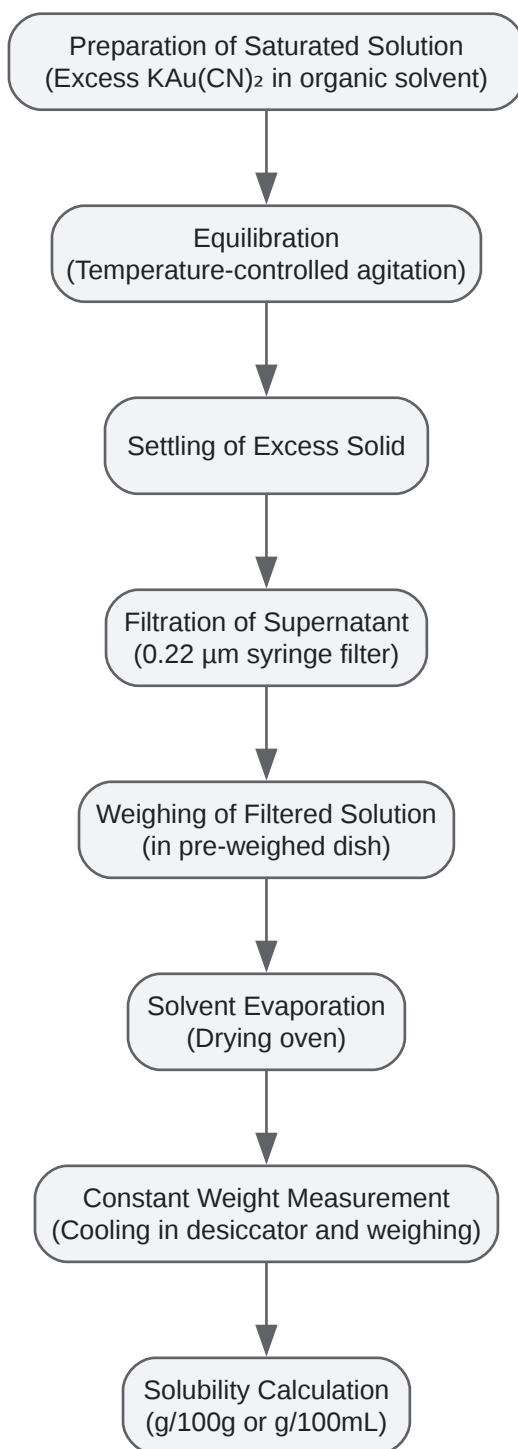 Preparation of Saturated Solution
(Excess KAu(CN)₂ in organic solvent)
Equilibration
(Temperature-controlled agitation)
Settling of Excess Solid
Filtration of Supernatant
(0.22 µm syringe filter)
Weighing of Filtered Solution
(in pre-weighed dish)
Solvent Evaporation
(Drying oven)
Constant Weight Measurement
(Cooling in desiccator and weighing)
Solubility Calculation
(g/100g or g/100mL)